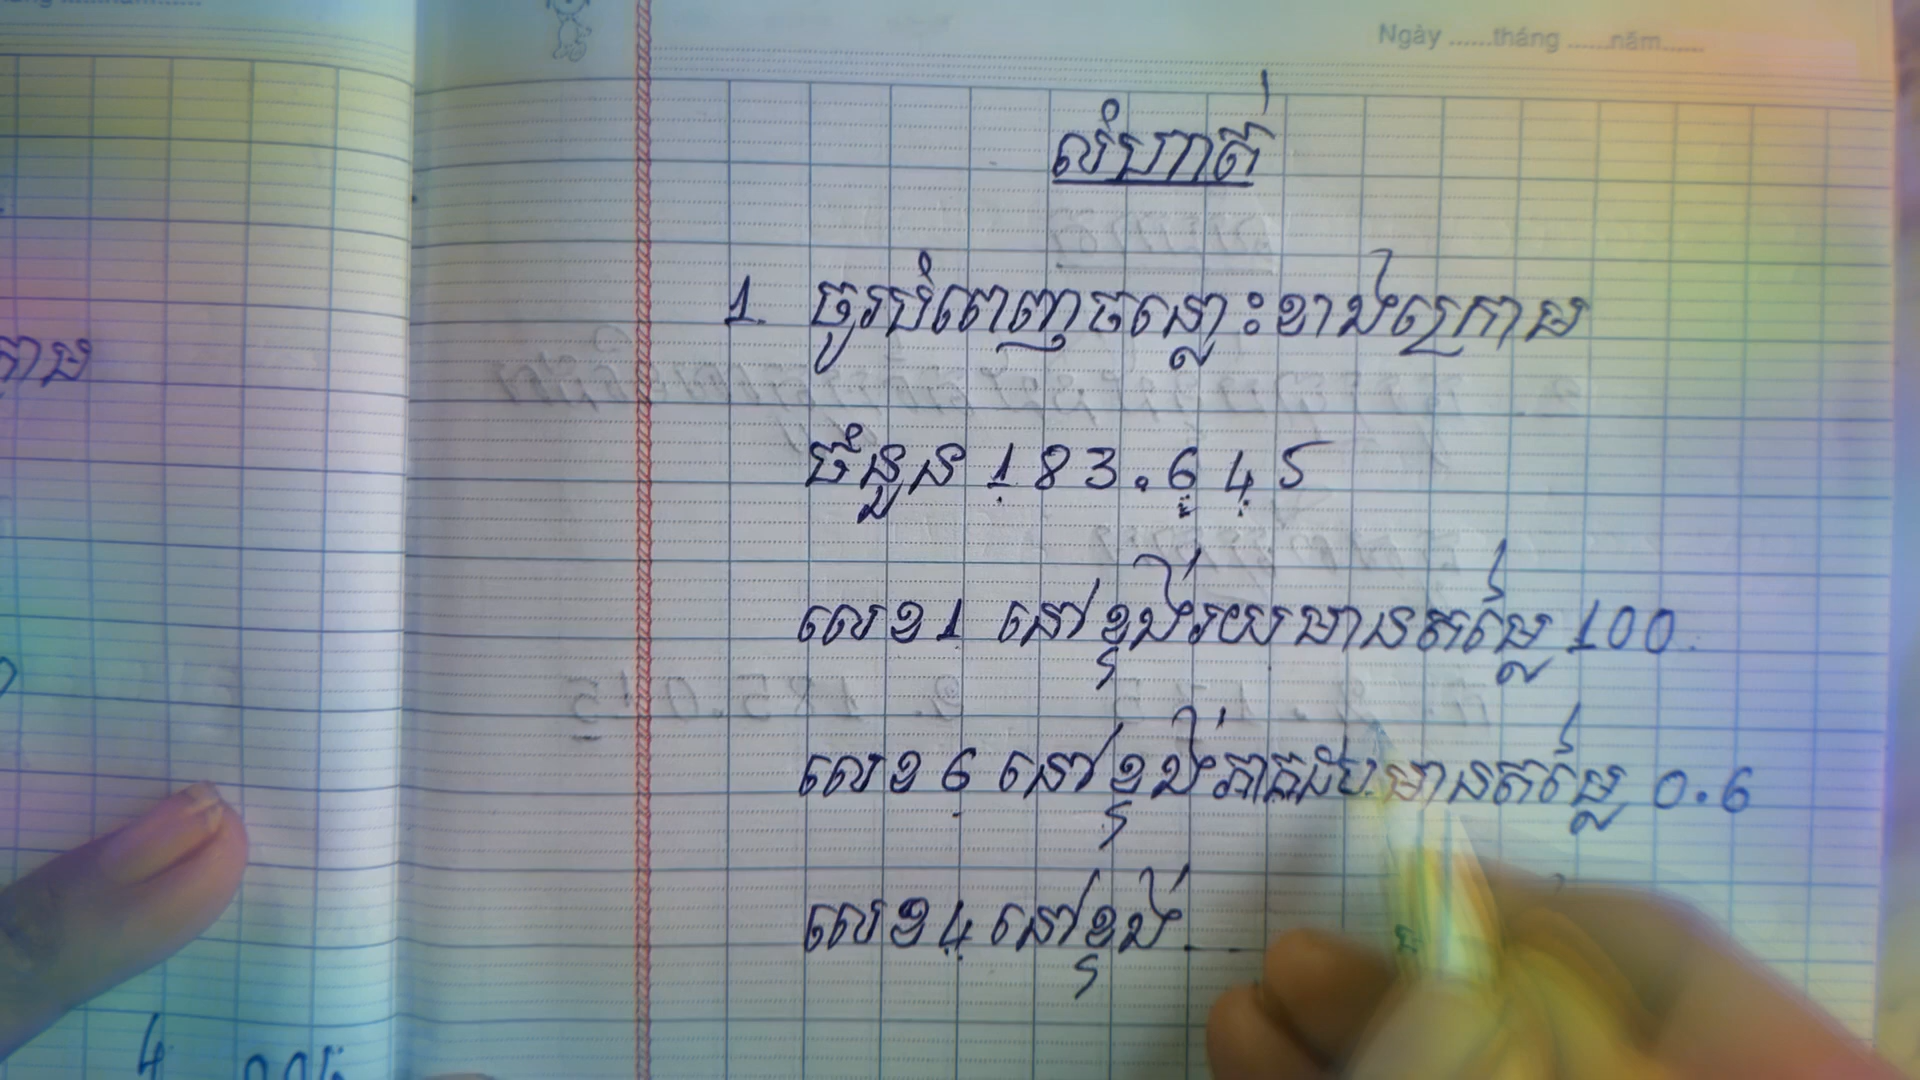 Ngày ......tháng ......năm......
លំហាត់
1. ចូរបំពេញចន្លោះខាងក្រោម
ចំនួន 183.645
លេខ 1 នៅខ្ទង់រយមានតម្លៃ 100.
លេខ 6 នៅខ្ទង់ភាគដប់មានតម្លៃ 0.6
លេខ 4 នៅខ្ទង់...